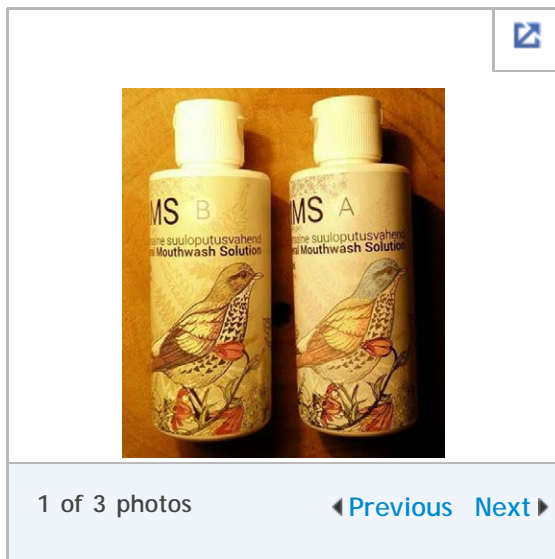 MS B
suuloputusvahend
Mouthwash Solution
MS A
suuloputusvahend
Mouthwash Solution
1 of 3 photos
Previous Next